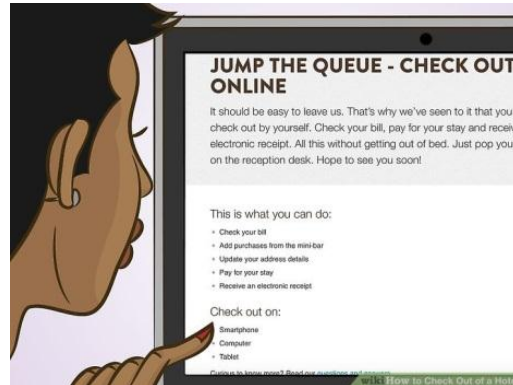 JUMP THE QUEUE - CHECK OUT
ONLINE
It should be easy to leave us. That's why we've seen to it that you
check out by yourself. Check your bill, pay for your stay and receiv
electronic receipt. All this without getting out of bed. Just pop you
on the reception desk. Hope to see you soon!
This is what you can do:
• Check your bill
• Add purchases from the mini-bar
• Update your address details
• Pay for your stay
• Receive an electronic receipt
Check out on:
• Smartphone
• Computer
• Tablet
Curious to know more? Read our questions and answers
wikiHow to Check Out of a Hotel